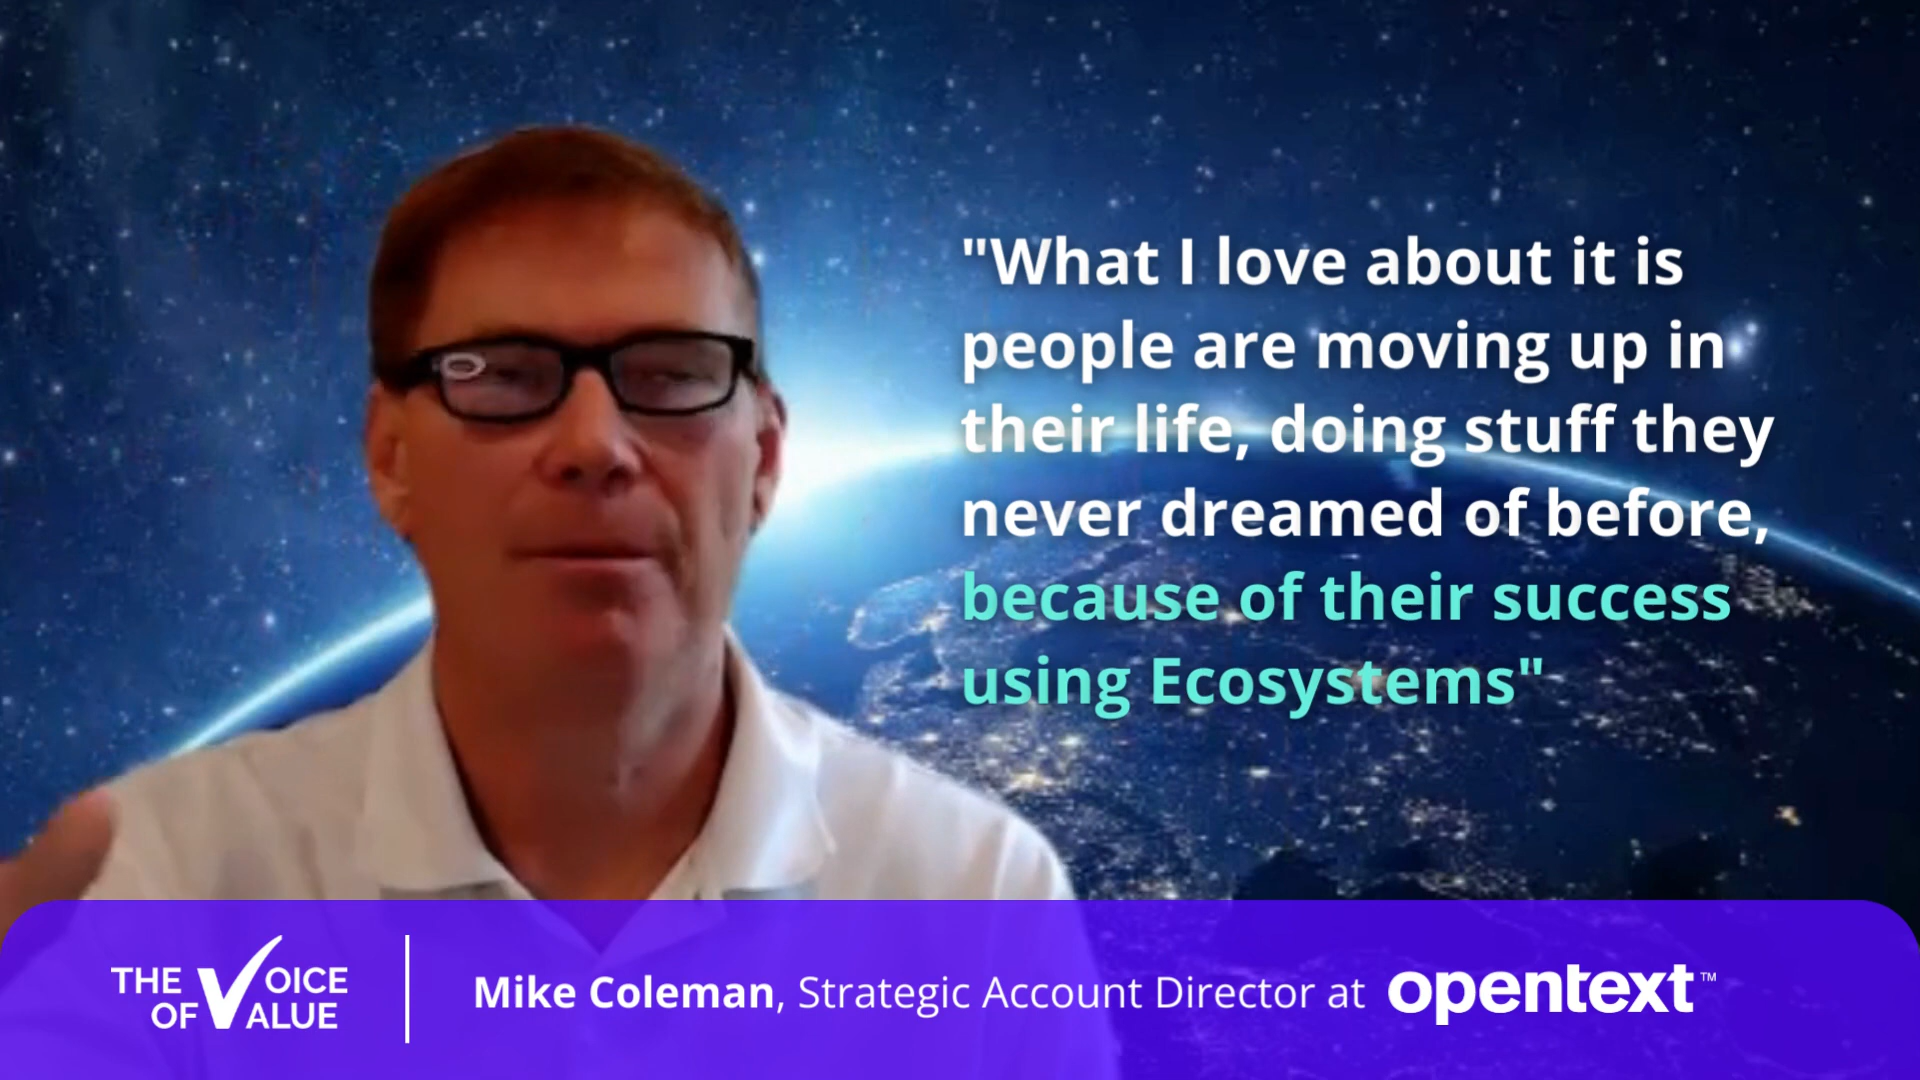 "What I love about it is
people are moving up in
their life, doing stuff they
never dreamed of before,
because of their success
using Ecosystems"
THE VOICE
OF VALUE
Mike Coleman, Strategic Account Director at opentext™